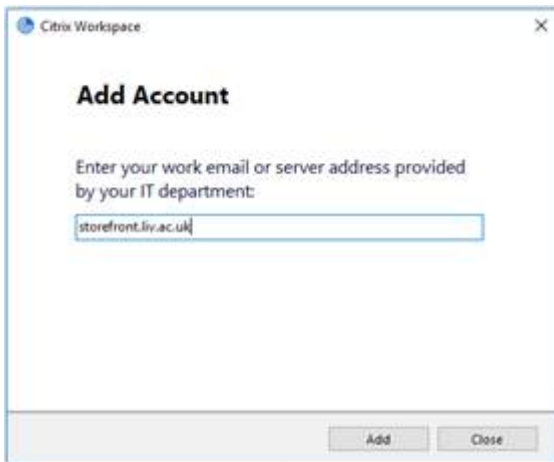 Citrix Workspace
Add Account
Enter your work email or server address provided
by your IT department:
storefront.liv.ac.uk
Add Close